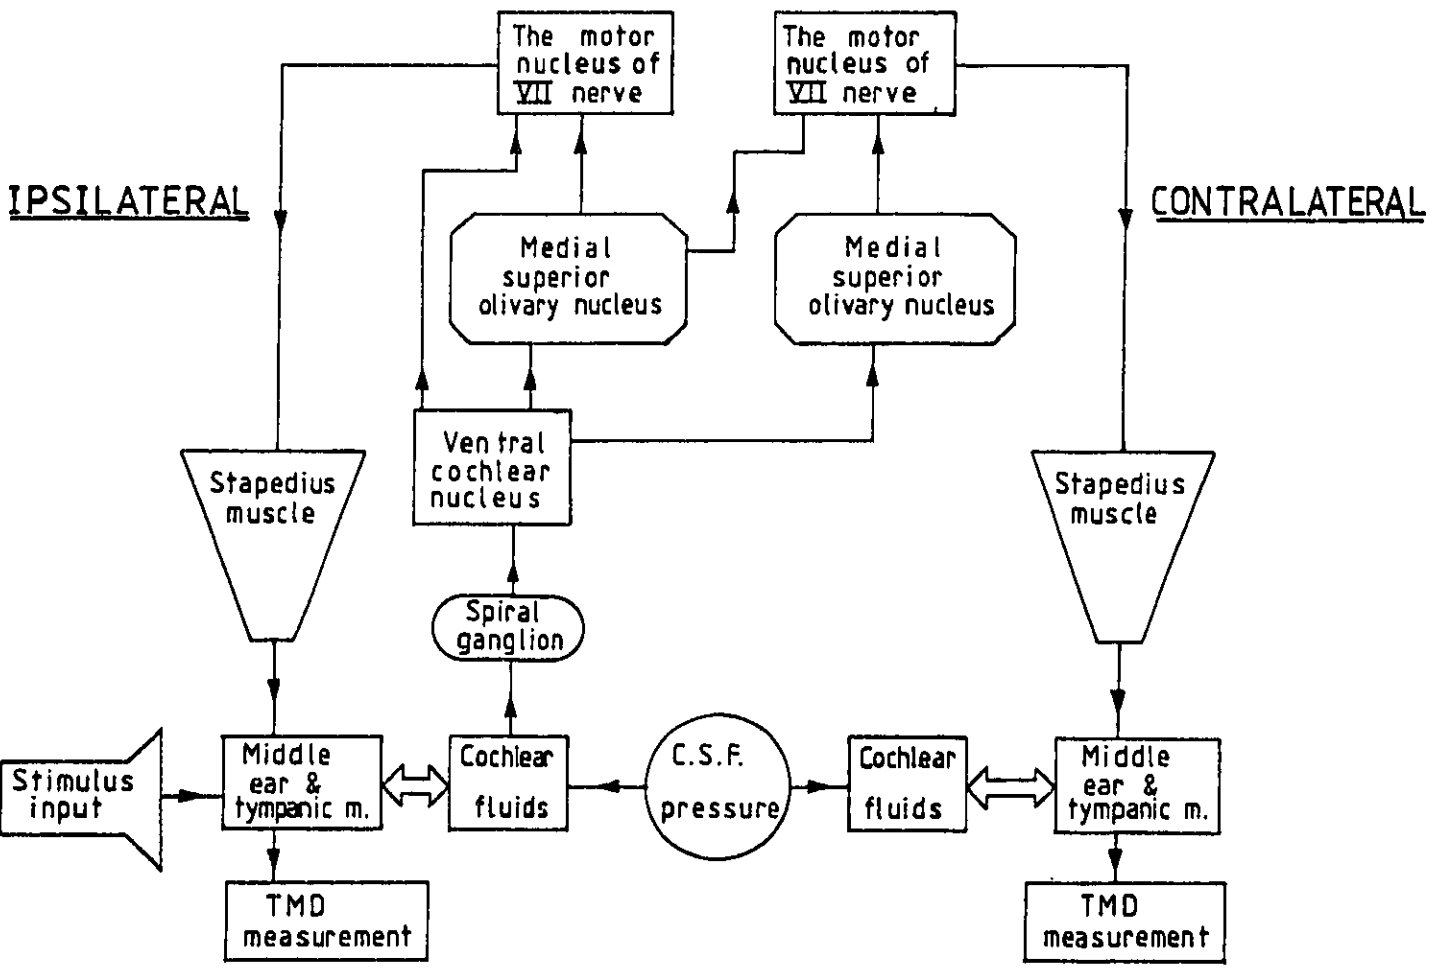 The motor
nucleus of
VII nerve
The motor
nucleus of
VII nerve
IPSILATERAL
CONTRALATERAL
Medial
superior
olivary nucleus
Medial
superior
olivary nucleus
Ventral
cochlear
nucleus
Stapedius
muscle
Stapedius
muscle
Spiral
ganglion
Stimulus
input
Middle
ear &
tympanic m.
Cochlear
fluids
C.S.F.
pressure
Cochlear
fluids
Middle
ear &
tympanic m.
TMD
measurement
TMD
measurement